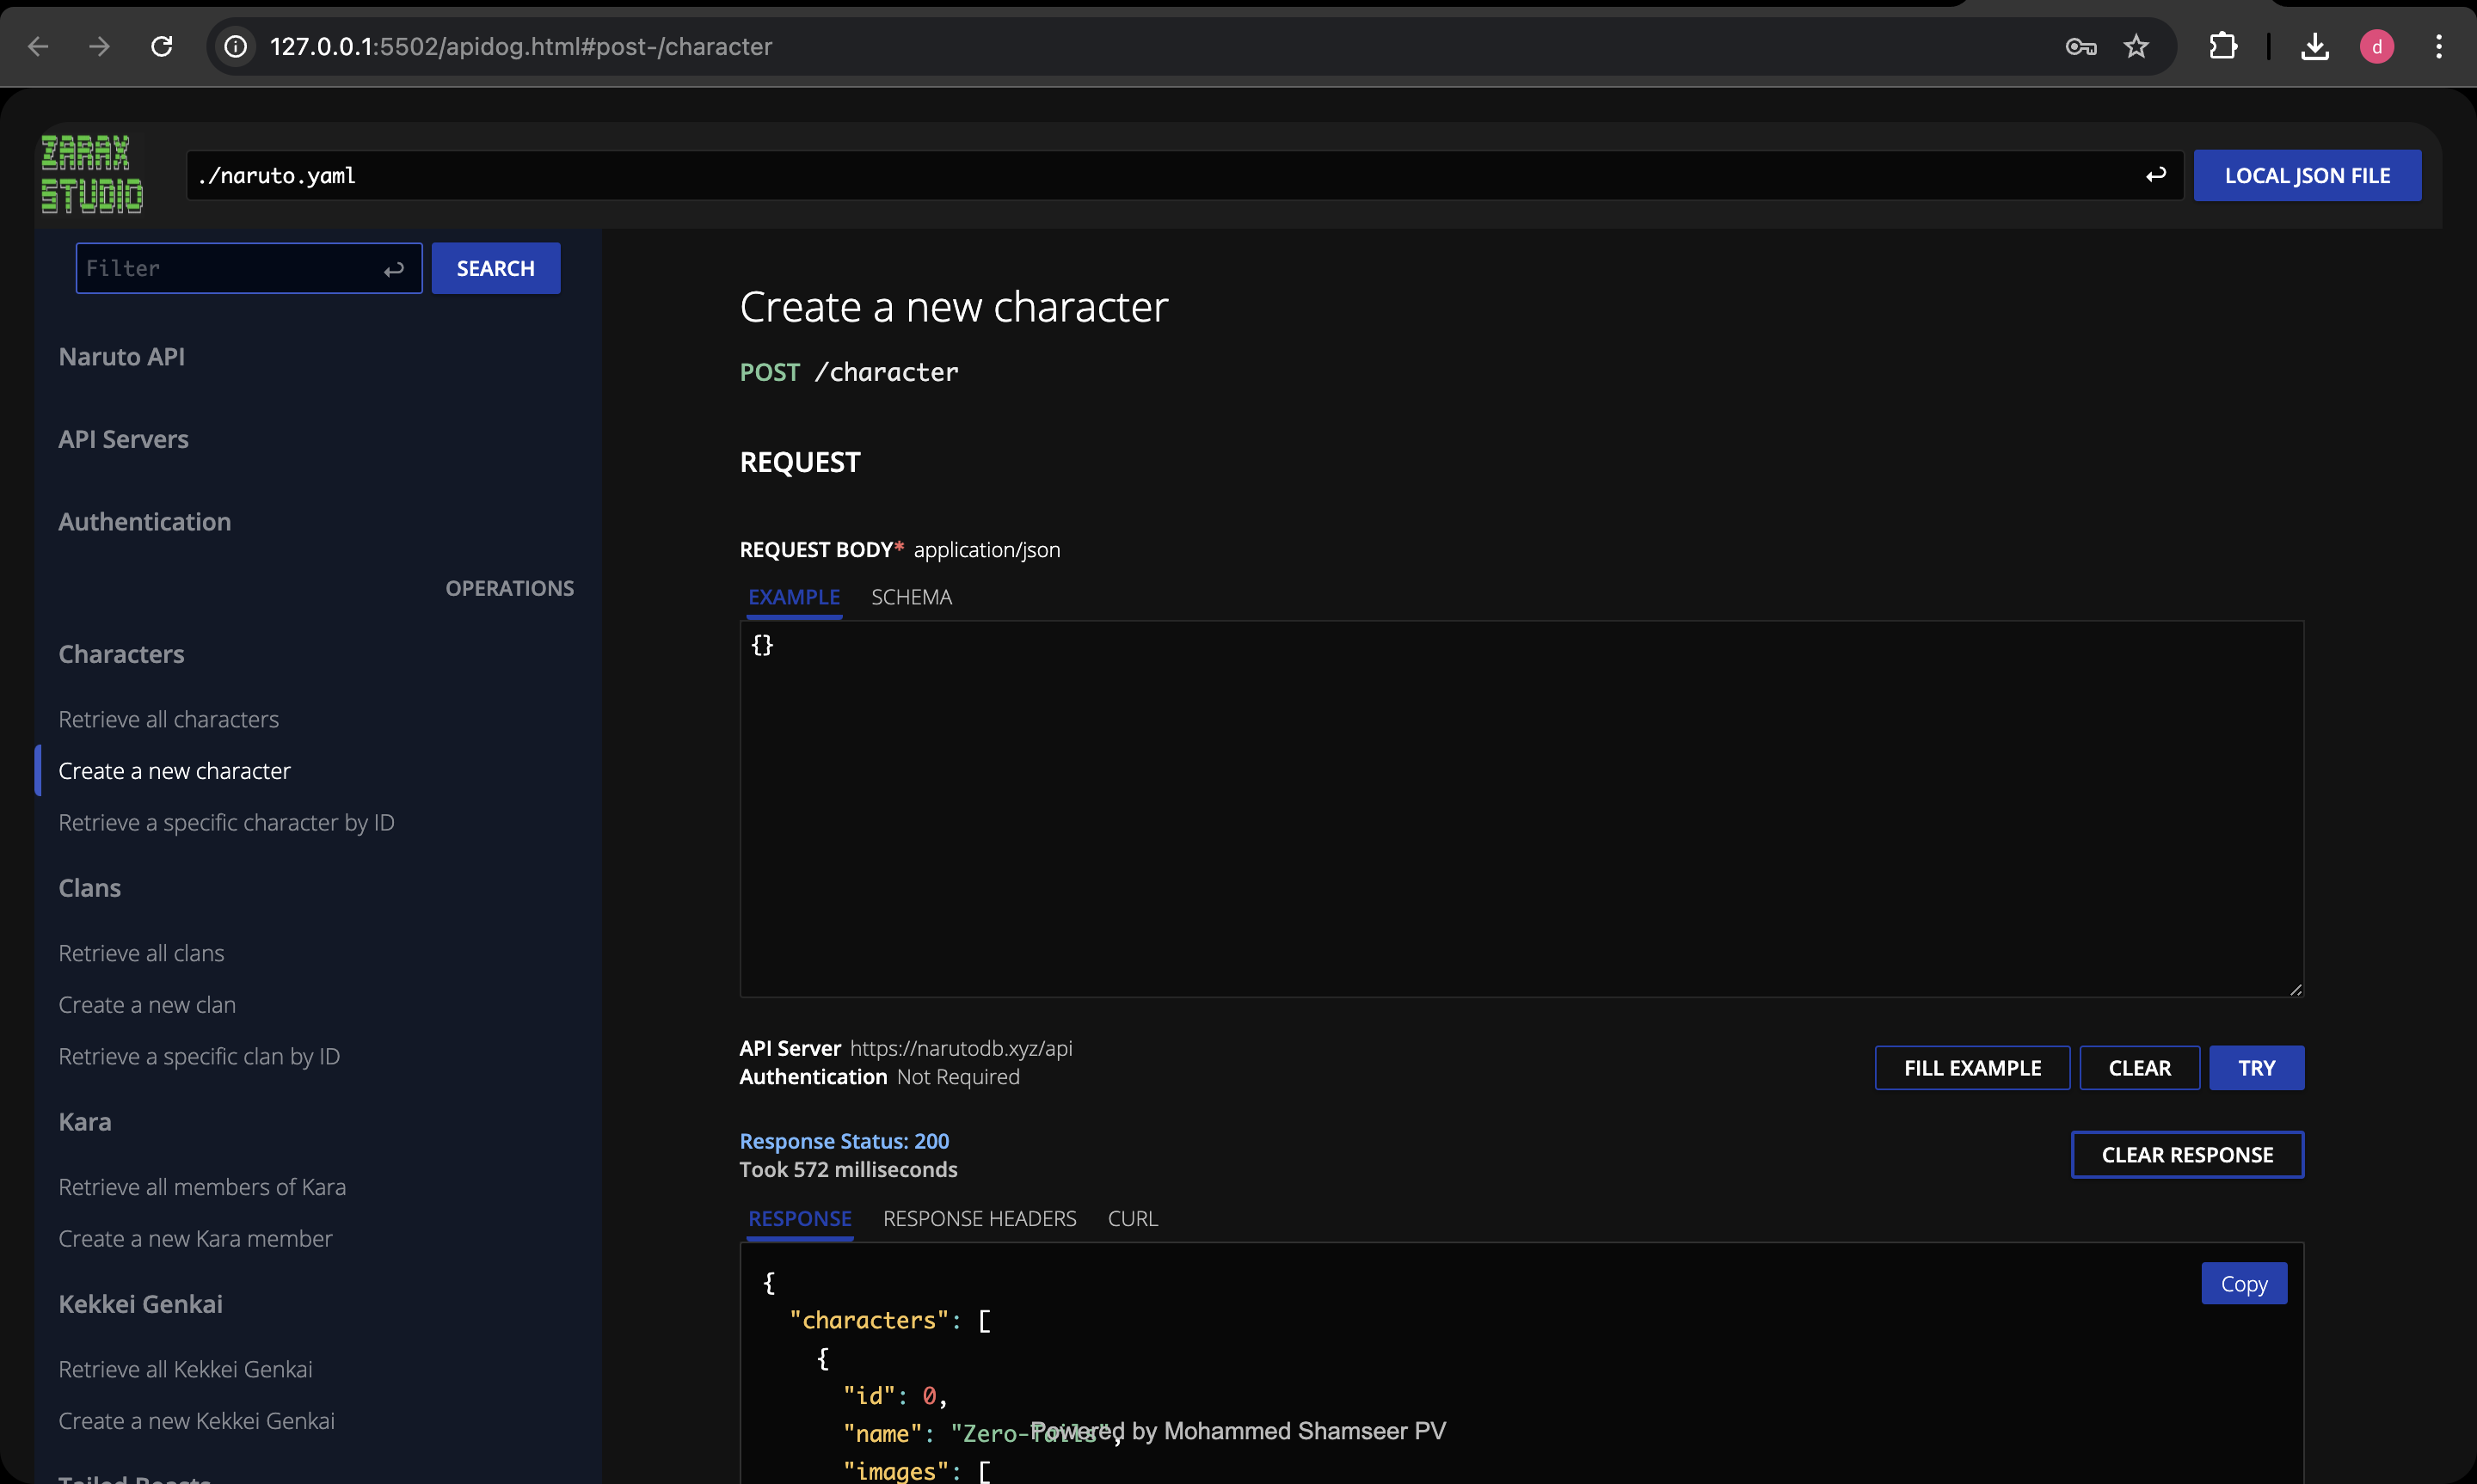 127.0.0.1:5502/apidog.html#post-/character
d
ZARAX
STUDIO
./naruto.yaml
LOCAL JSON FILE
Filter
SEARCH
Naruto API
API Servers
Authentication
OPERATIONS
Characters
Retrieve all characters
Create a new character
Retrieve a specific character by ID
Clans
Retrieve all clans
Create a new clan
Retrieve a specific clan by ID
Kara
Retrieve all members of Kara
Create a new Kara member
Kekkei Genkai
Retrieve all Kekkei Genkai
Create a new Kekkei Genkai
Tailed Beasts
Create a new character
POST /character
REQUEST
REQUEST BODY* application/json
EXAMPLE SCHEMA
{}
API Server https://narutodb.xyz/api
Authentication Not Required
FILL EXAMPLE CLEAR TRY
Response Status: 200
Took 572 milliseconds
CLEAR RESPONSE
RESPONSE RESPONSE HEADERS CURL
Copy
{
"characters": [
{
"id": 0,
"name": "Zero-Tails",
"images": [
Powered by Mohammed Shamseer PV